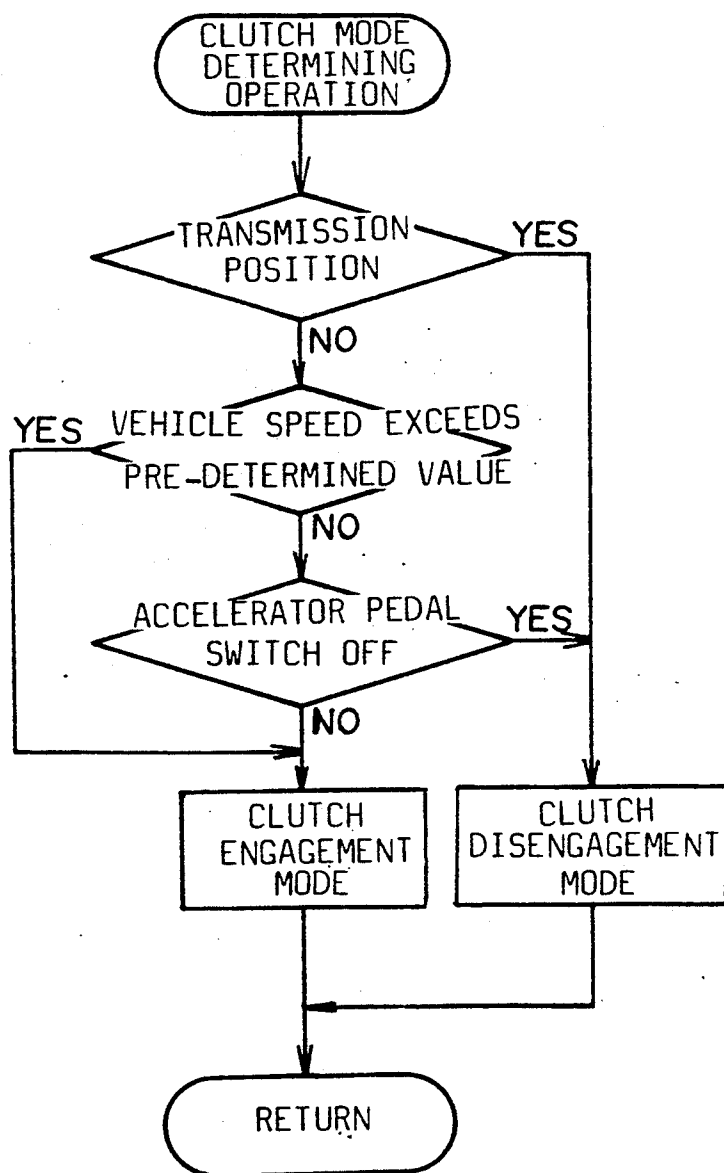 CLUTCH MODE
DETERMINING
OPERATION
TRANSMISSION
POSITION
YES
NO
YES
VEHICLE SPEED EXCEEDS
PRE-DETERMINED VALUE
NO
ACCELERATOR PEDAL
SWITCH OFF
YES
NO
CLUTCH
ENGAGEMENT
MODE
CLUTCH
DISENGAGEMENT
MODE
RETURN